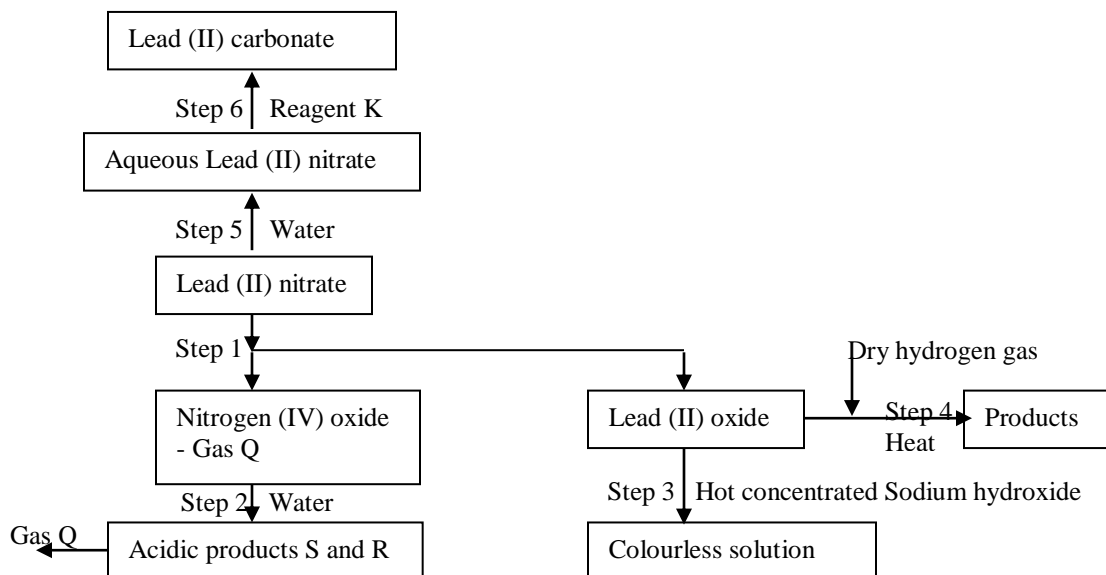 Lead (II) carbonate
Step 6 Reagent K
Aqueous Lead (II) nitrate
Step 5 Water
Lead (II) nitrate
Step 1
Dry hydrogen gas
Nitrogen (IV) oxide
- Gas Q
Lead (II) oxide
Step 4
Heat
Products
Step 2 Water
Step 3 Hot concentrated Sodium hydroxide
Gas Q
Acidic products S and R
Colourless solution